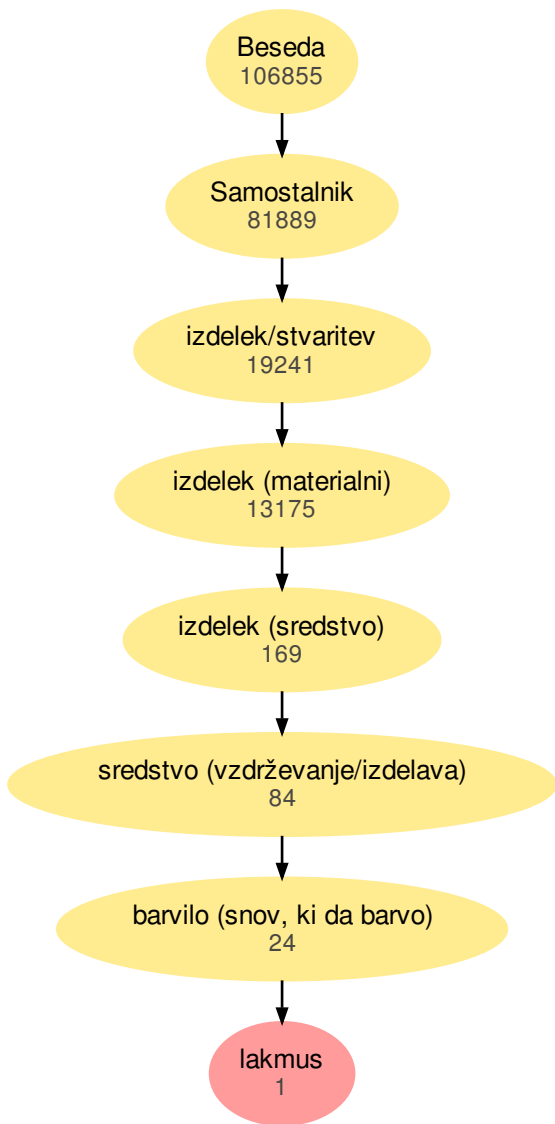 Beseda
106855
Samostalnik
81889
izdelek/stvaritev
19241
izdelek (materialni)
13175
izdelek (sredstvo)
169
sredstvo (vzdrževanje/izdelava)
84
barvilo (snov, ki da barvo)
24
lakmus
1